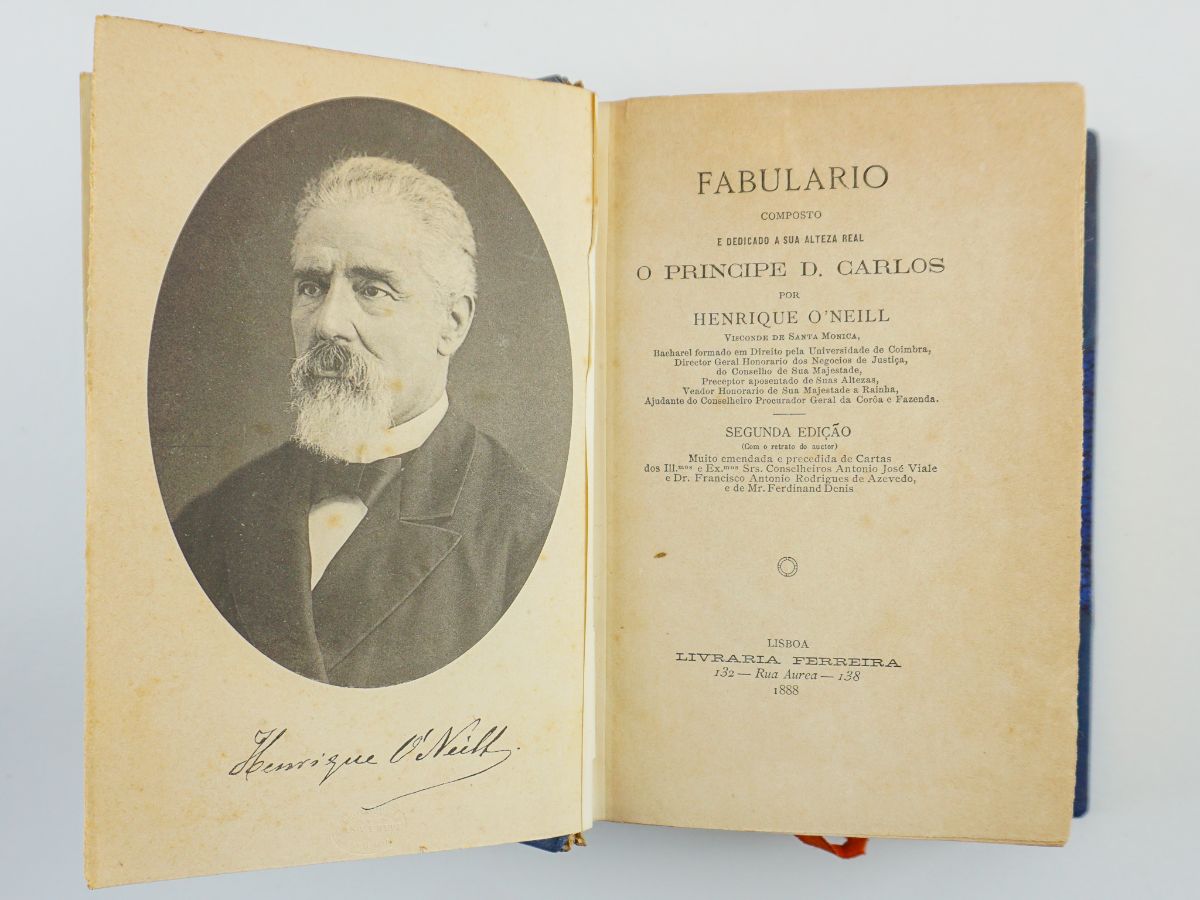 Henrique O'Neill.
FABULARIO
COMPOSTO
E DEDICADO A SUA ALTEZA REAL
O PRINCIPE D. CARLOS
POR
HENRIQUE O'NEILL
VISCONDE DE SANTA MONICA,
Bacharel formado em Direito pela Universidade de Coimbra,
Director Geral Honorario dos Negocios de Justiça,
do Conselho de Sua Majestade,
Preceptor aposentado de Suas Altezas,
Veador Honorario de Sua Majestade a Rainha,
Ajudante do Conselheiro Procurador Geral da Corôa e Fazenda.
SEGUNDA EDIÇÃO
(Com o retrato do auctor)
Muito emendada e precedida de Cartas
dos Ill.mos e Ex.mos Srs. Conselheiros Antonio José Viale
e Dr. Francisco Antonio Rodrigues de Azevedo,
e de Mr. Ferdinand Denis
LISBOA
LIVRARIA FERREIRA
132 — Rua Aurea — 138
1888